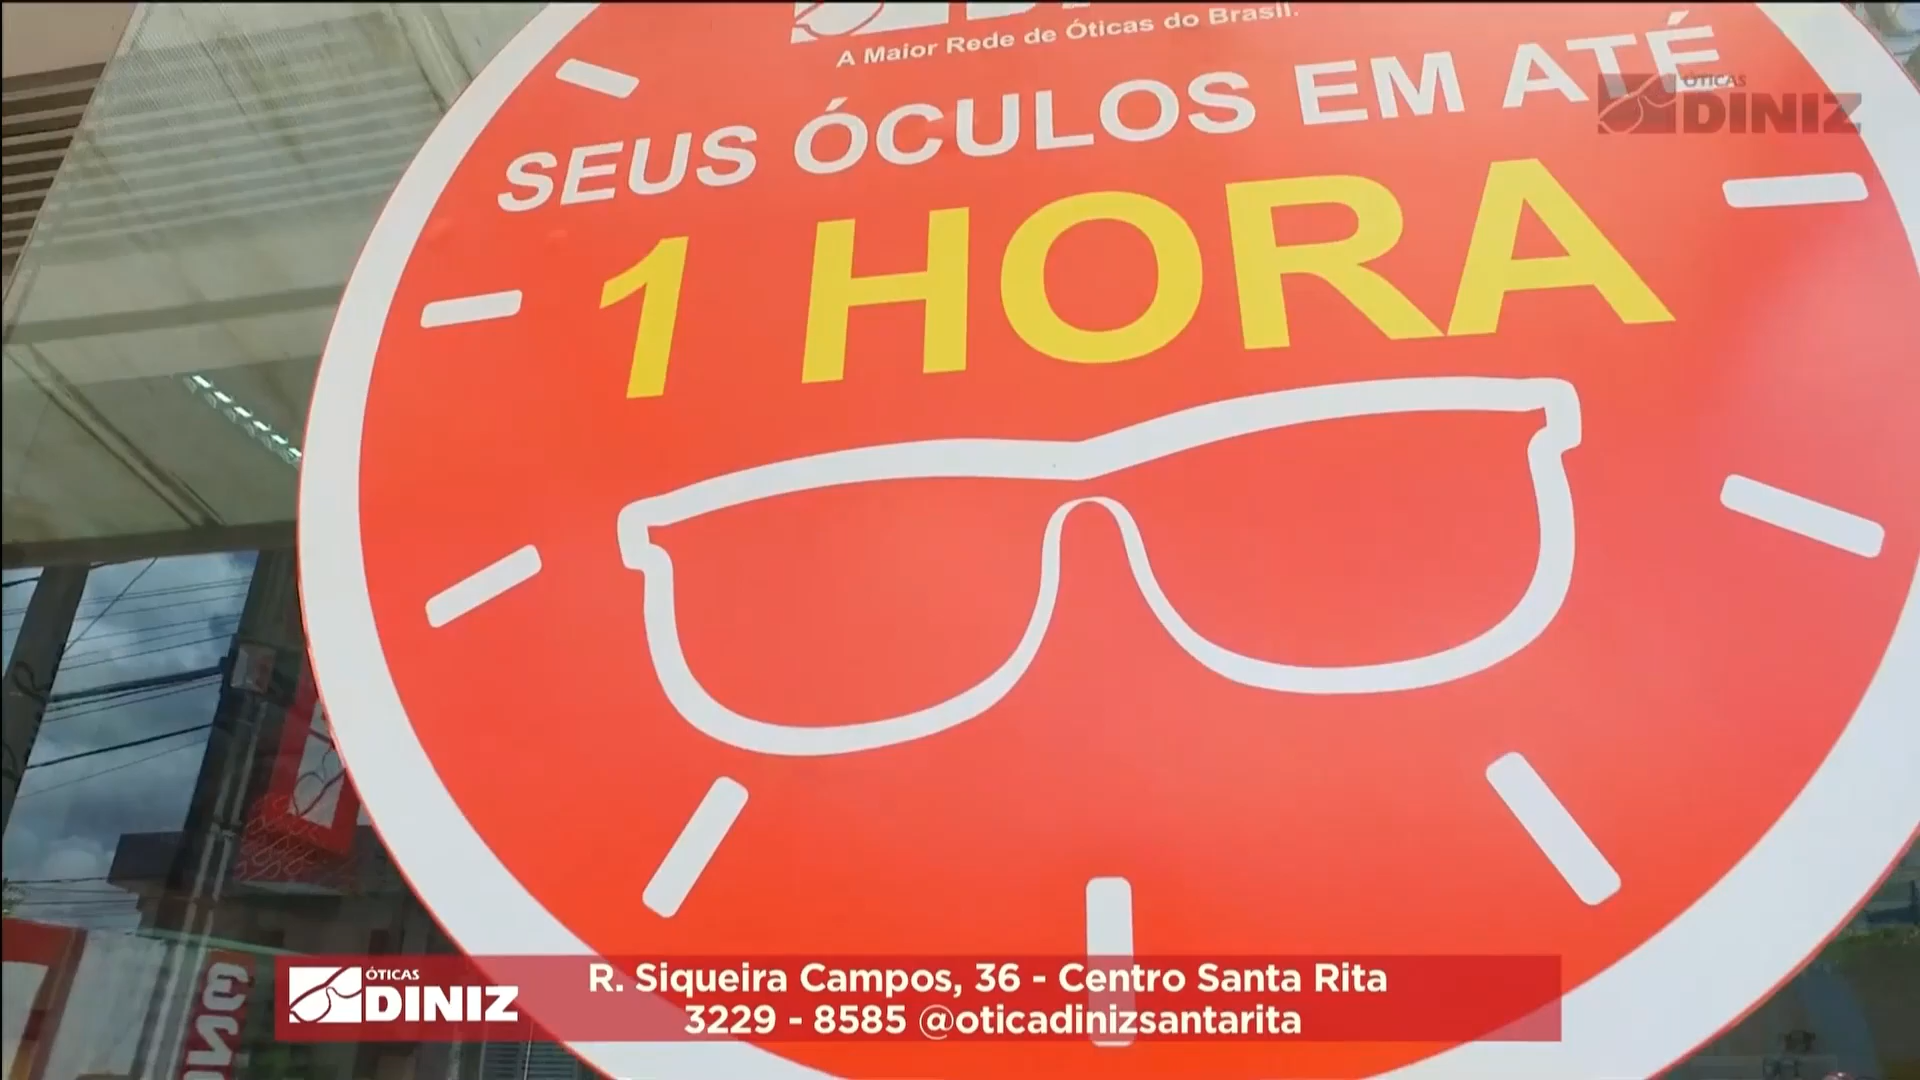 A Maior Rede de Óticas do Brasil.
SEUS ÓCULOS EM ATÉ
1 HORA
ÓTICAS
DINIZ
ÓTICAS
DINIZ
R. Siqueira Campos, 36 - Centro Santa Rita
3229 - 8585 @oticadinizsantarita